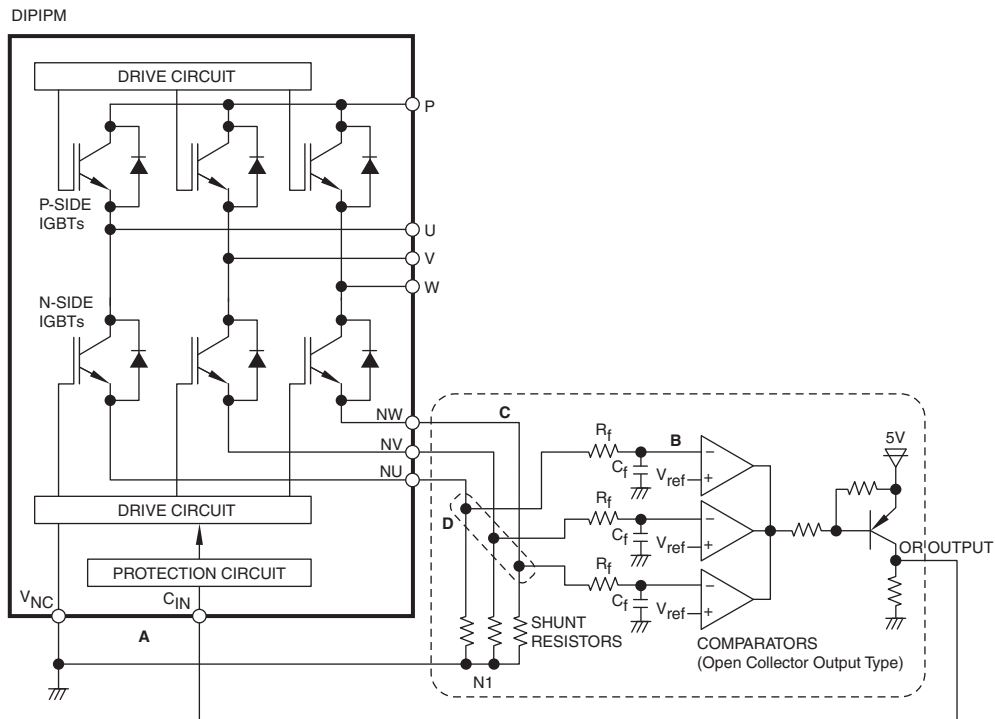 DIPIPM
DRIVE CIRCUIT
P
P-SIDE
IGBTs
U
V
W
N-SIDE
IGBTs
NW
C
NV
NU
Rf
B
5V
Cf
Vref
−
+
D
Rf
Cf
Vref
−
+
OR OUTPUT
Rf
Cf
Vref
−
+
DRIVE CIRCUIT
PROTECTION CIRCUIT
VNC
CIN
A
SHUNT
RESISTORS
N1
COMPARATORS
(Open Collector Output Type)